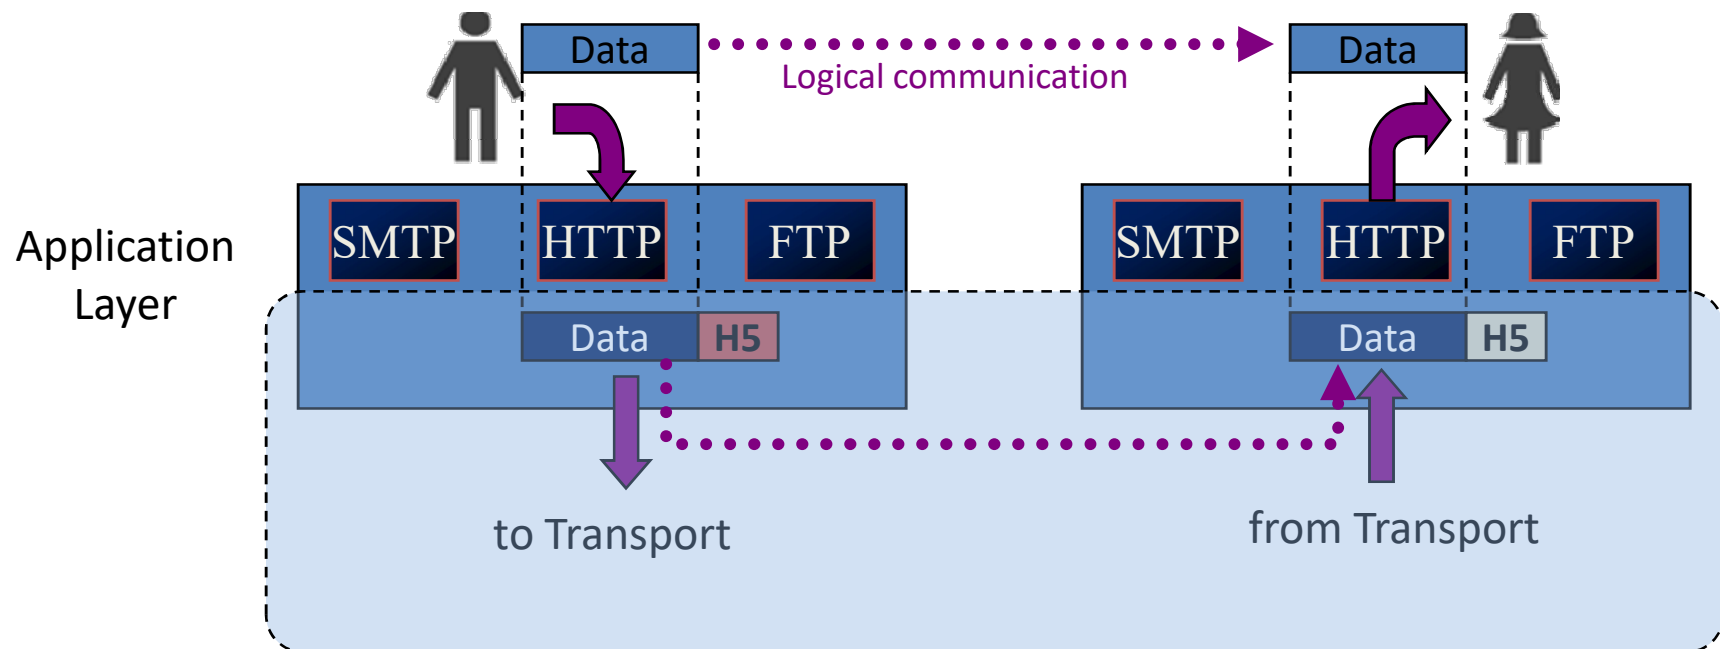 Data
Data
Logical communication
Application
Layer
SMTP
HTTP
FTP
SMTP
HTTP
FTP
Data
H5
Data
H5
to Transport
from Transport